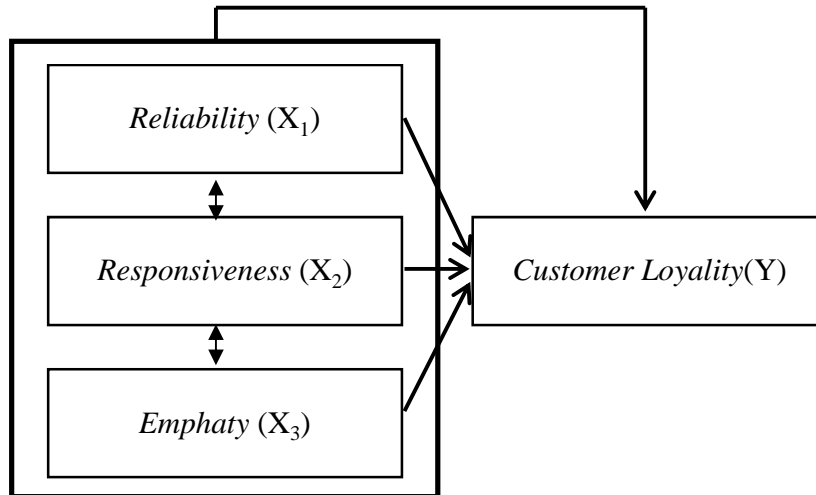 Reliability (X₁)
Responsiveness (X₂)
Customer Loyality(Y)
Emphaty (X₃)